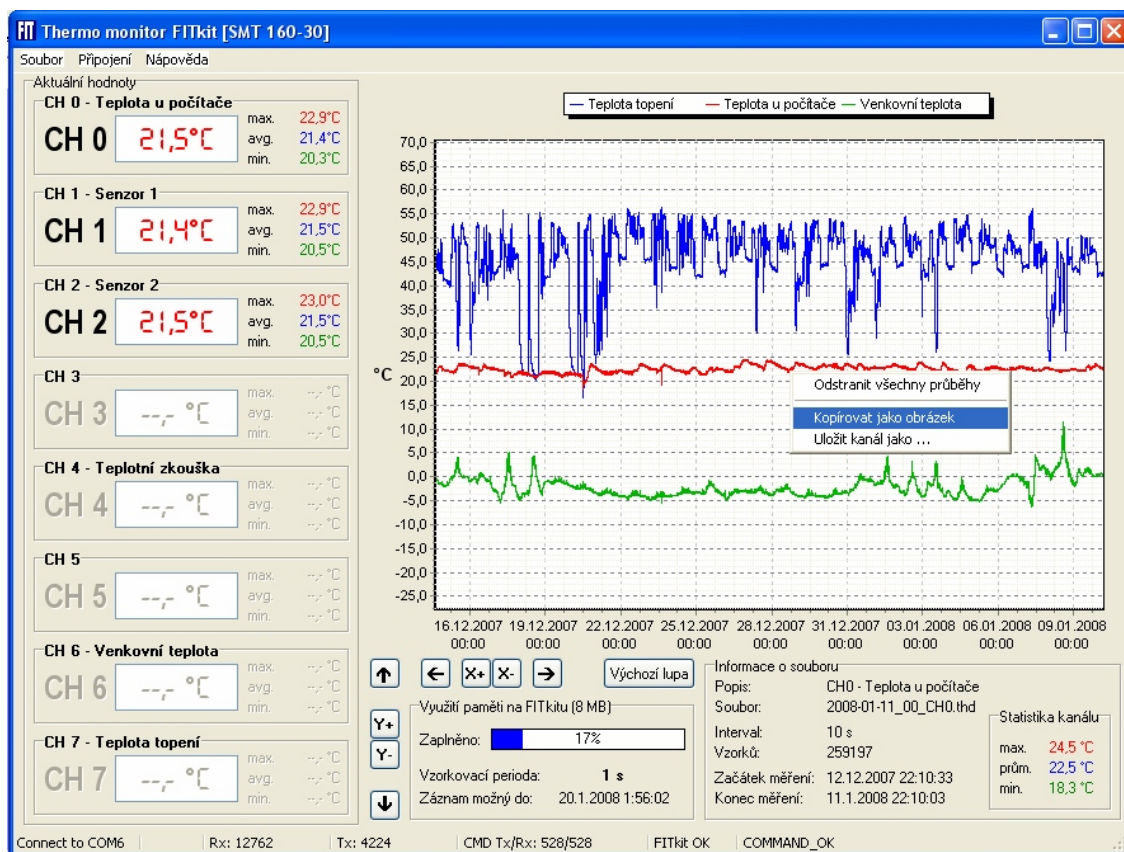 Thermo monitor FITkit [SMT 160-30]
Soubor Připojení Nápověda
Aktuální hodnoty
CH 0 - Teplota u počítače
CH 0 21,5°C
max. 22,9°C
avg. 21,4°C
min. 20,3°C
CH 1 - Senzor 1
CH 1 21,4°C
max. 22,9°C
avg. 21,5°C
min. 20,5°C
CH 2 - Senzor 2
CH 2 21,5°C
max. 23,0°C
avg. 21,5°C
min. 20,5°C
CH 3
CH 3 --,- °C
max. --,- °C
avg. --,- °C
min. --,- °C
CH 4 - Teplotní zkouška
CH 4 --,- °C
max. --,- °C
avg. --,- °C
min. --,- °C
CH 5
CH 5 --,- °C
max. --,- °C
avg. --,- °C
min. --,- °C
CH 6 - Venkovní teplota
CH 6 --,- °C
max. --,- °C
avg. --,- °C
min. --,- °C
CH 7 - Teplota topení
CH 7 --,- °C
max. --,- °C
avg. --,- °C
min. --,- °C
Teplota topení Teplota u počítače Venkovní teplota
70,0
65,0
60,0
55,0
50,0
45,0
40,0
35,0
30,0
25,0
°C
20,0
15,0
10,0
5,0
0,0
-5,0
-10,0
-15,0
-20,0
-25,0
Odstranit všechny průběhy
Kopírovat jako obrázek
Uložit kanál jako ...
16.12.2007 19.12.2007 22.12.2007 25.12.2007 28.12.2007 31.12.2007 03.01.2008 06.01.2008 09.01.2008
00:00 00:00 00:00 00:00 00:00 00:00 00:00 00:00 00:00
X+ X- Výchozí lupa
Y+
Y-
Využití paměti na FITkitu (8 MB)
Zaplněno: 17%
Vzorkovací perioda: 1 s
Záznam možný do: 20.1.2008 1:56:02
Informace o souboru
Popis: CH0 - Teplota u počítače
Soubor: 2008-01-11_00_CH0.thd
Interval: 10 s
Vzorků: 259197
Začátek měření: 12.12.2007 22:10:33
Konec měření: 11.1.2008 22:10:03
Statistika kanálu
max. 24,5 °C
prům. 22,5 °C
min. 18,3 °C
Connect to COM6 Rx: 12762 Tx: 4224 CMD Tx/Rx: 528/528 FITkit OK COMMAND_OK